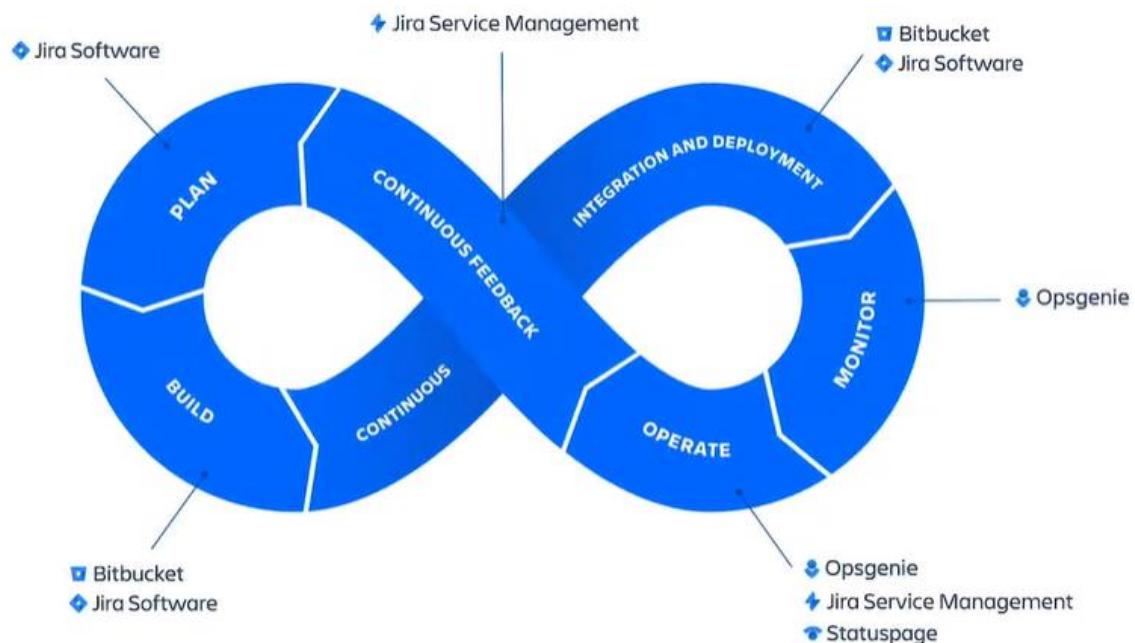 Jira Software
Jira Service Management
Bitbucket
Jira Software
PLAN
CONTINUOUS FEEDBACK
INTEGRATION AND DEPLOYMENT
MONITOR
Opsgenie
BUILD
CONTINUOUS
OPERATE
Bitbucket
Jira Software
Opsgenie
Jira Service Management
Statuspage